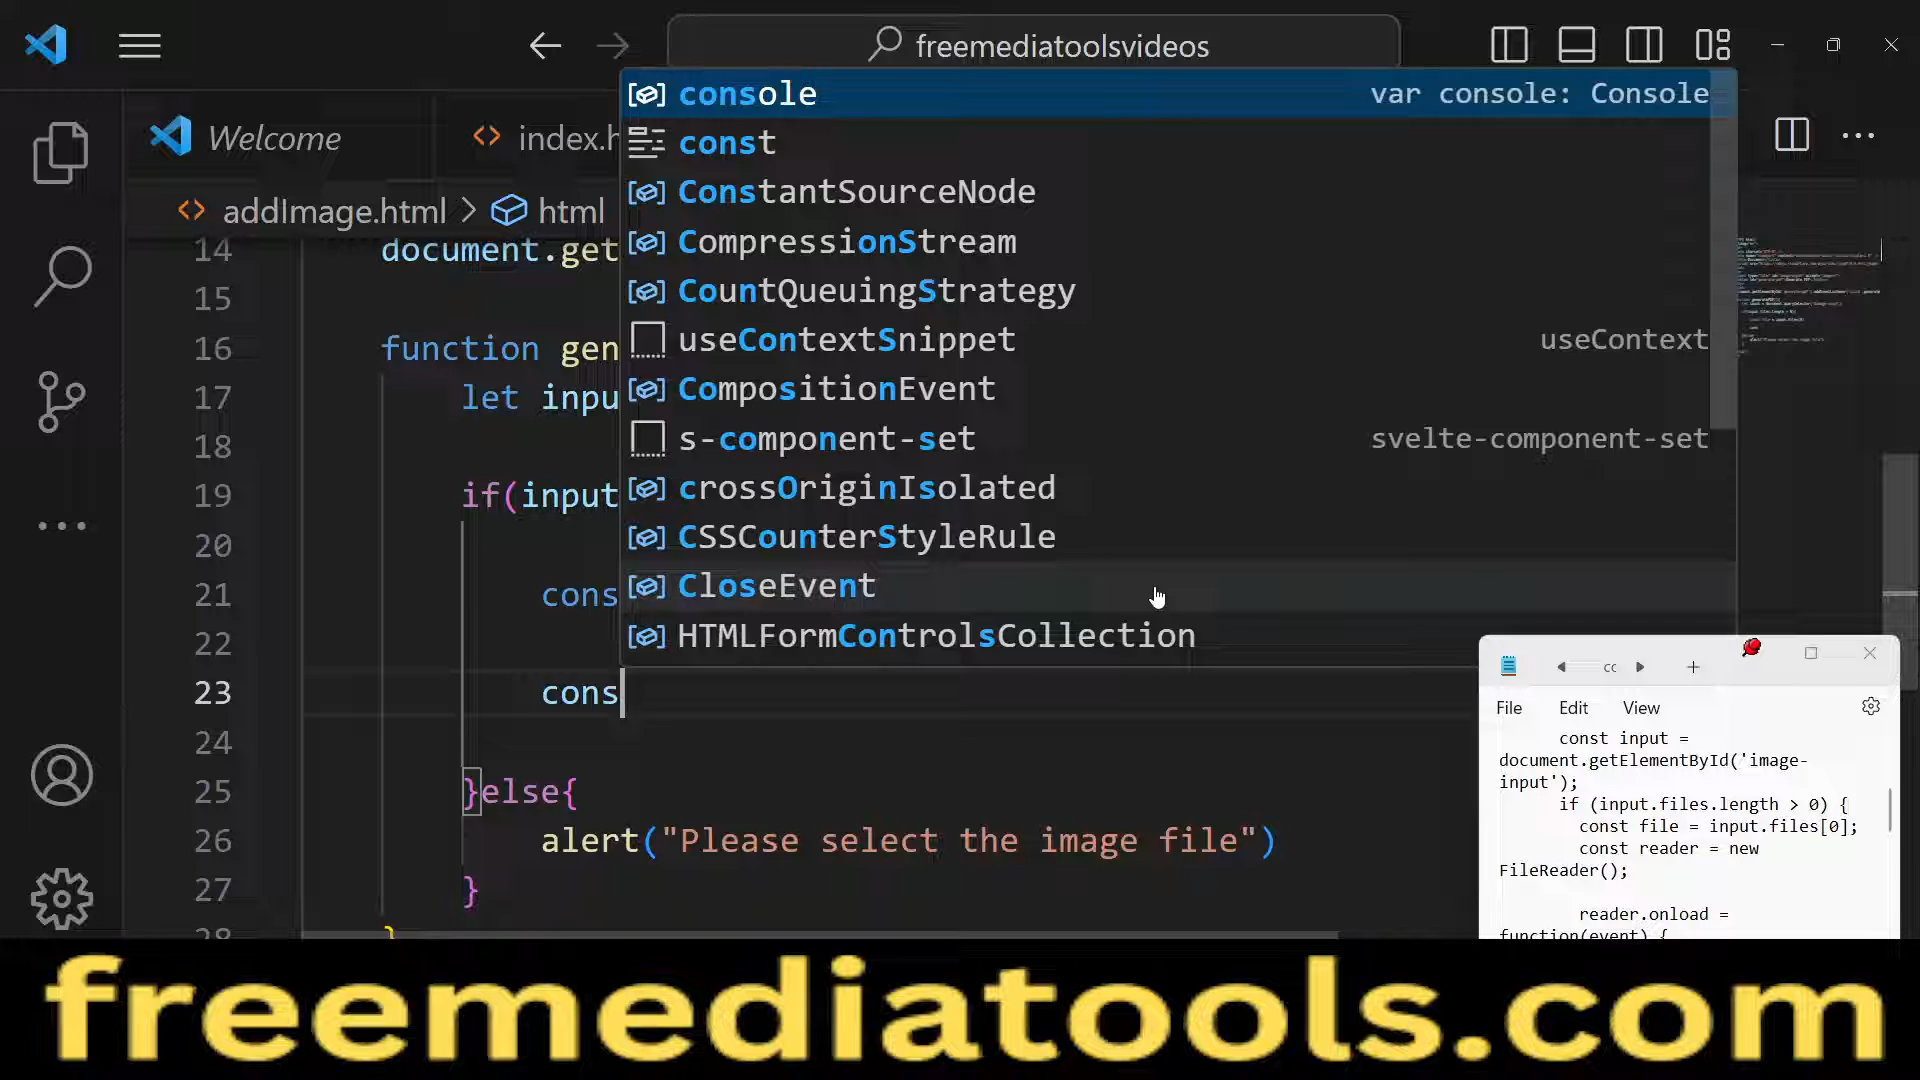 freemediatoolsvideos
Welcome
index.h
addImage.html > html
console var console: Console
const
ConstantSourceNode
CompressionStream
CountQueuingStrategy
useContextSnippet useContext
CompositionEvent
s-component-set svelte-component-set
crossOriginIsolated
CSSCounterStyleRule
CloseEvent
HTMLFormControlsCollection
14 document.get
15
16 function gen
17 let inpu
18
19 if(input
20
21 cons
22
23 cons
24
25 }else{
26 alert("Please select the image file")
27 }
28 }
cc
File Edit View
const input =
document.getElementById('image-
input');
if (input.files.length > 0) {
const file = input.files[0];
const reader = new
FileReader();
reader.onload =
function(event) {
freemediatools.com